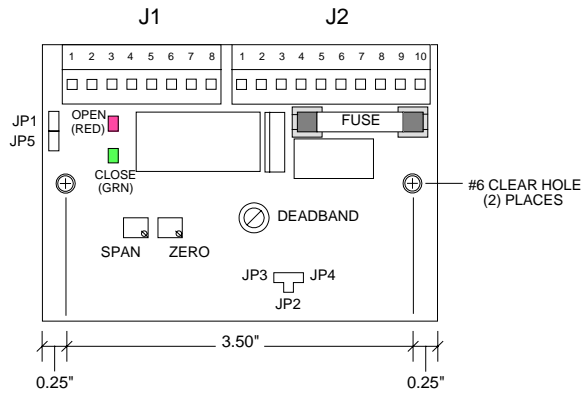 J1 J2
1 2 3 4 5 6 7 8 1 2 3 4 5 6 7 8 9 10
JP1
JP5
OPEN
(RED)
FUSE
CLOSE
(GRN)
#6 CLEAR HOLE
(2) PLACES
DEADBAND
SPAN ZERO
JP3 JP4
JP2
3.50"
0.25" 0.25"